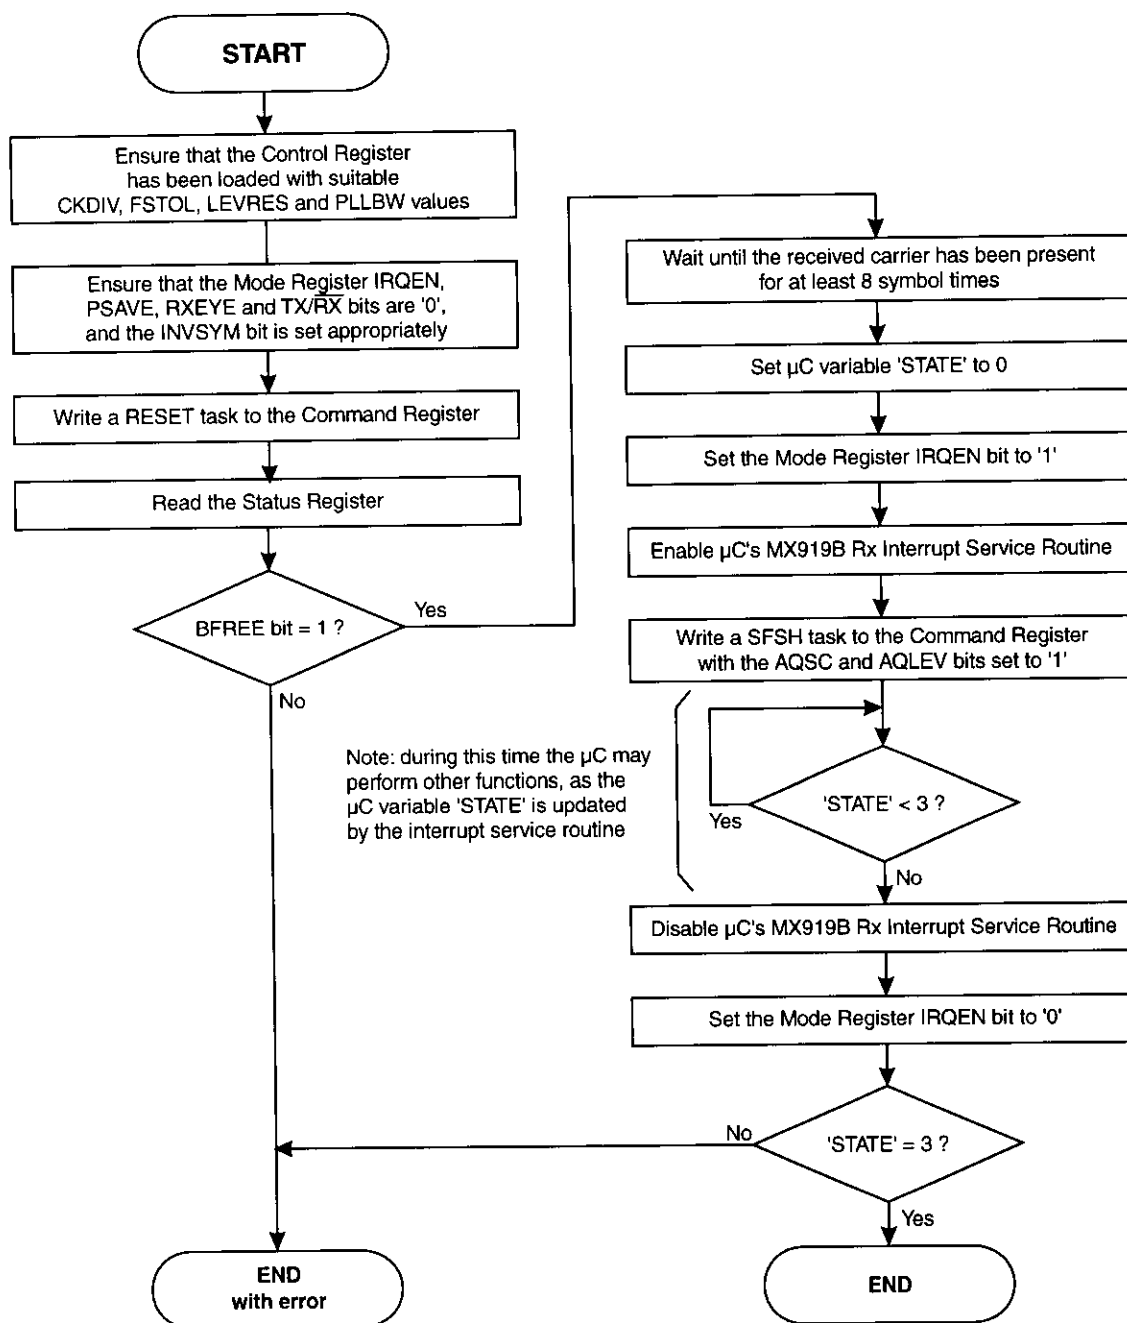 START
Ensure that the Control Register
has been loaded with suitable
CKDIV, FSTOL, LEVRES and PLLBW values
Ensure that the Mode Register IRQEN,
PSAVE, RXEYE and TX/R̅X̅ bits are '0',
and the INVSYM bit is set appropriately
Write a RESET task to the Command Register
Read the Status Register
BFREE bit = 1 ?
Yes
No
Wait until the received carrier has been present
for at least 8 symbol times
Set µC variable 'STATE' to 0
Set the Mode Register IRQEN bit to '1'
Enable µC's MX919B Rx Interrupt Service Routine
Write a SFSH task to the Command Register
with the AQSC and AQLEV bits set to '1'
Note: during this time the µC may
perform other functions, as the
µC variable 'STATE' is updated
by the interrupt service routine
'STATE' < 3 ?
Yes
No
Disable µC's MX919B Rx Interrupt Service Routine
Set the Mode Register IRQEN bit to '0'
'STATE' = 3 ?
No
Yes
END
with error
END